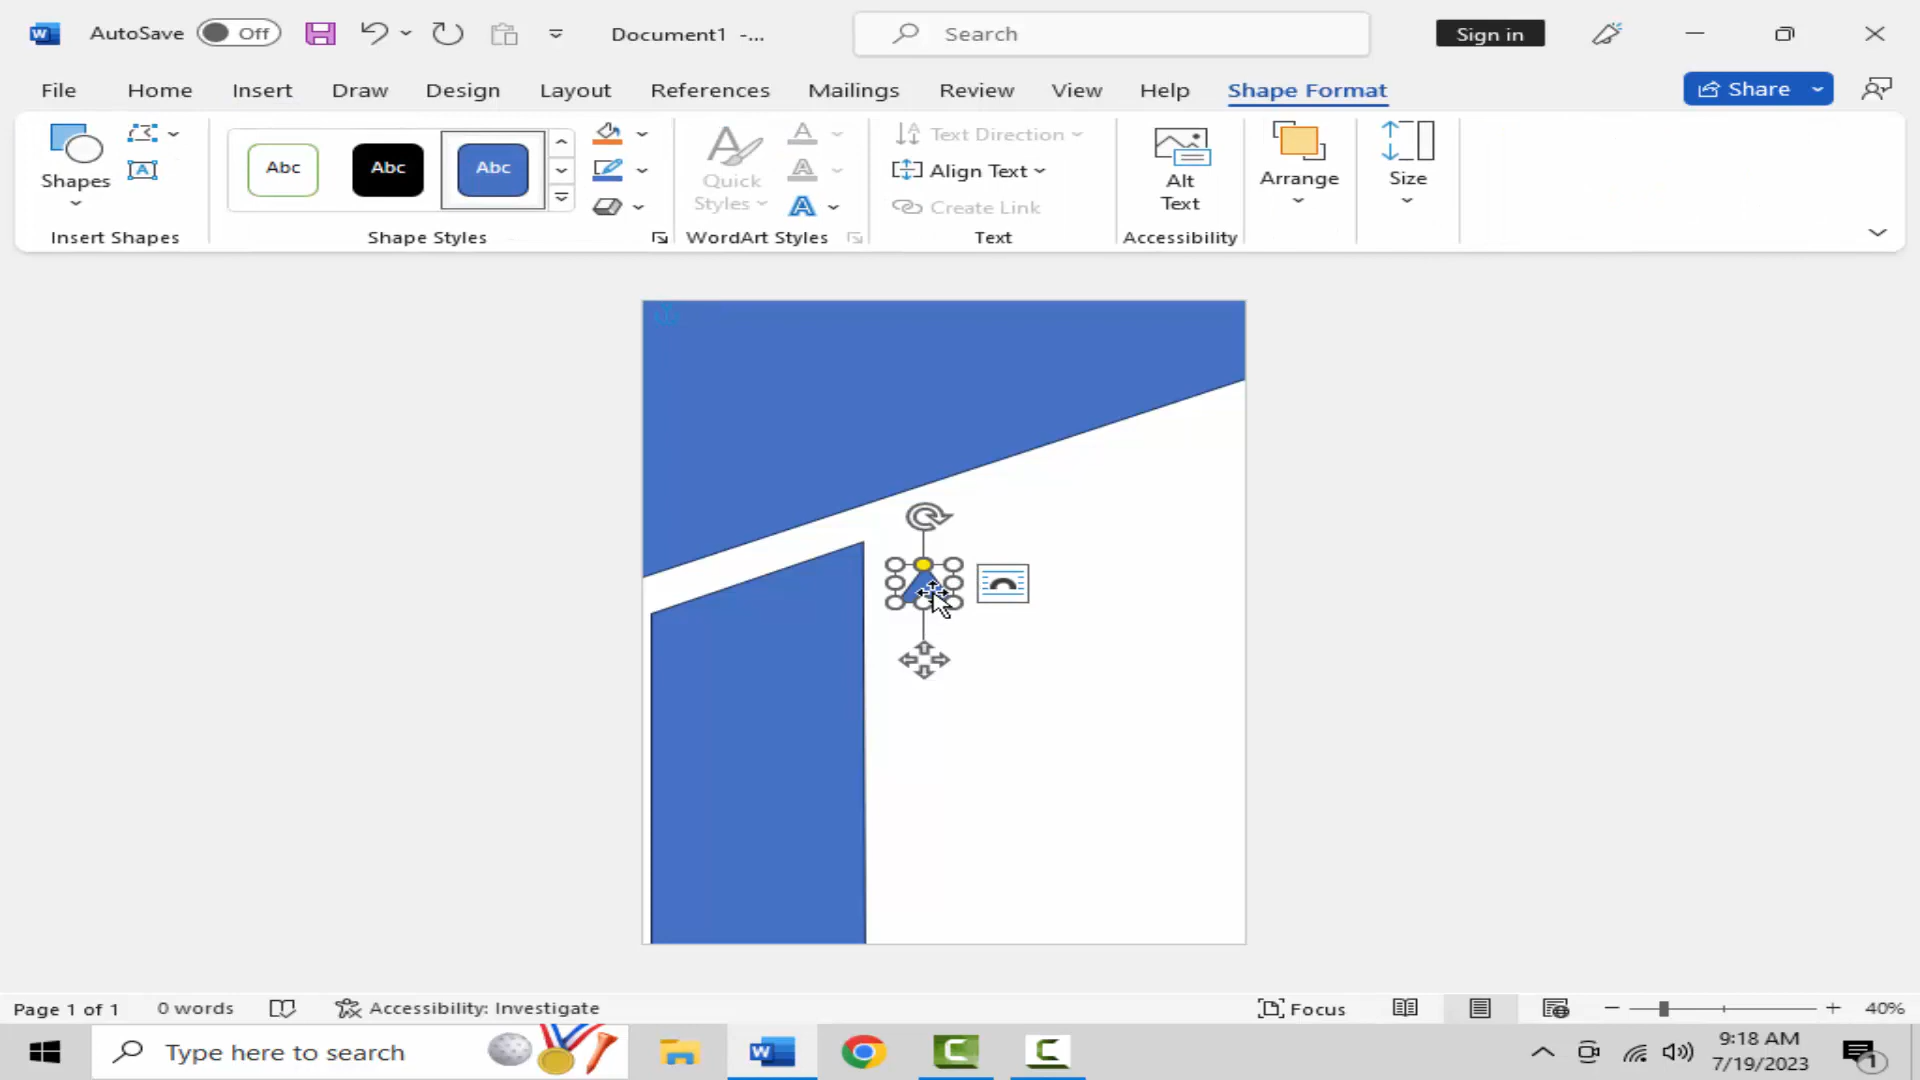 AutoSave Off Document1 -... Search Sign in
File Home Insert Draw Design Layout References Mailings Review View Help Shape Format Share
Shapes
Insert Shapes
Abc Abc Abc
Shape Styles
Quick
Styles
WordArt Styles
Text Direction
Align Text
Create Link
Text
Alt
Text
Accessibility
Arrange
Size
Page 1 of 1 0 words Accessibility: Investigate Focus 40%
Type here to search
9:18 AM
7/19/2023
1